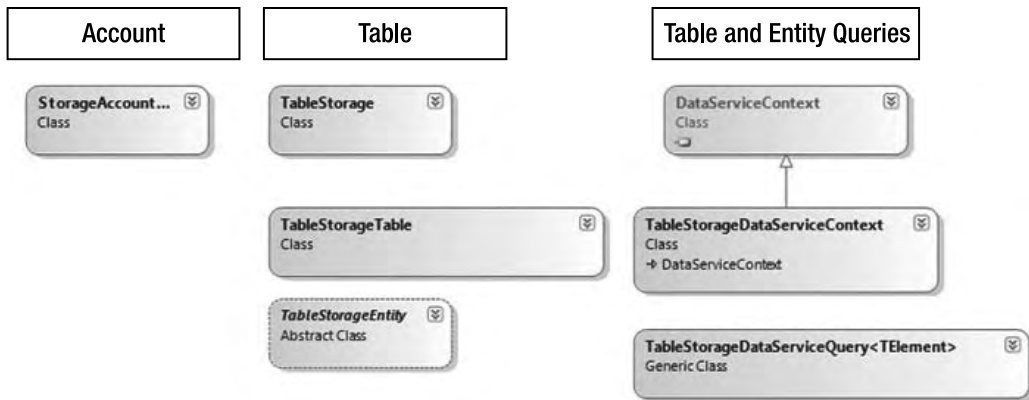 Account
Table
Table and Entity Queries
StorageAccount...
Class
TableStorage
Class
DataServiceContext
Class
TableStorageTable
Class
TableStorageDataServiceContext
Class
DataServiceContext
TableStorageEntity
Abstract Class
TableStorageDataServiceQuery<TElement>
Generic Class